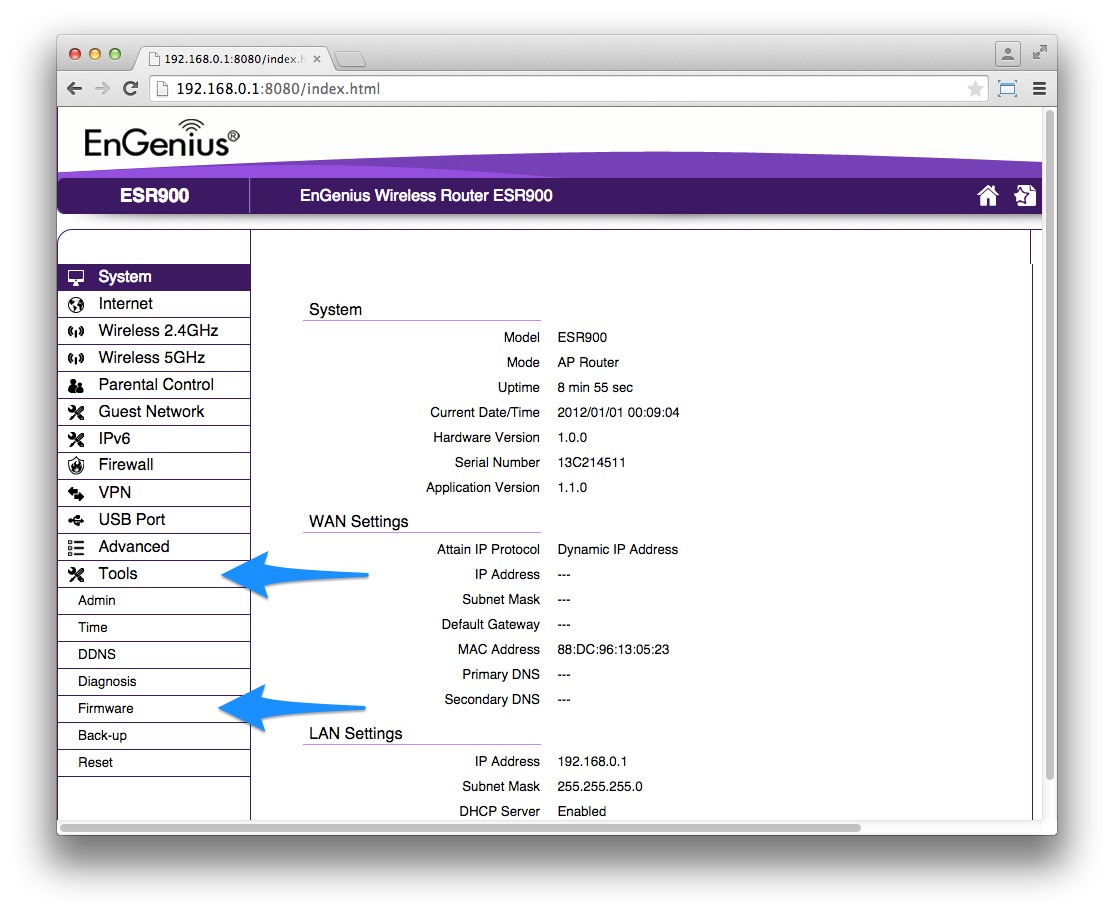 192.168.0.1:8080/index.h
192.168.0.1:8080/index.html
EnGenius®
ESR900
EnGenius Wireless Router ESR900
System
Internet
Wireless 2.4GHz
Wireless 5GHz
Parental Control
Guest Network
IPv6
Firewall
VPN
USB Port
Advanced
Tools
Admin
Time
DDNS
Diagnosis
Firmware
Back-up
Reset
System
Model ESR900
Mode AP Router
Uptime 8 min 55 sec
Current Date/Time 2012/01/01 00:09:04
Hardware Version 1.0.0
Serial Number 13C214511
Application Version 1.1.0
WAN Settings
Attain IP Protocol Dynamic IP Address
IP Address ---
Subnet Mask ---
Default Gateway ---
MAC Address 88:DC:96:13:05:23
Primary DNS ---
Secondary DNS ---
LAN Settings
IP Address 192.168.0.1
Subnet Mask 255.255.255.0
DHCP Server Enabled